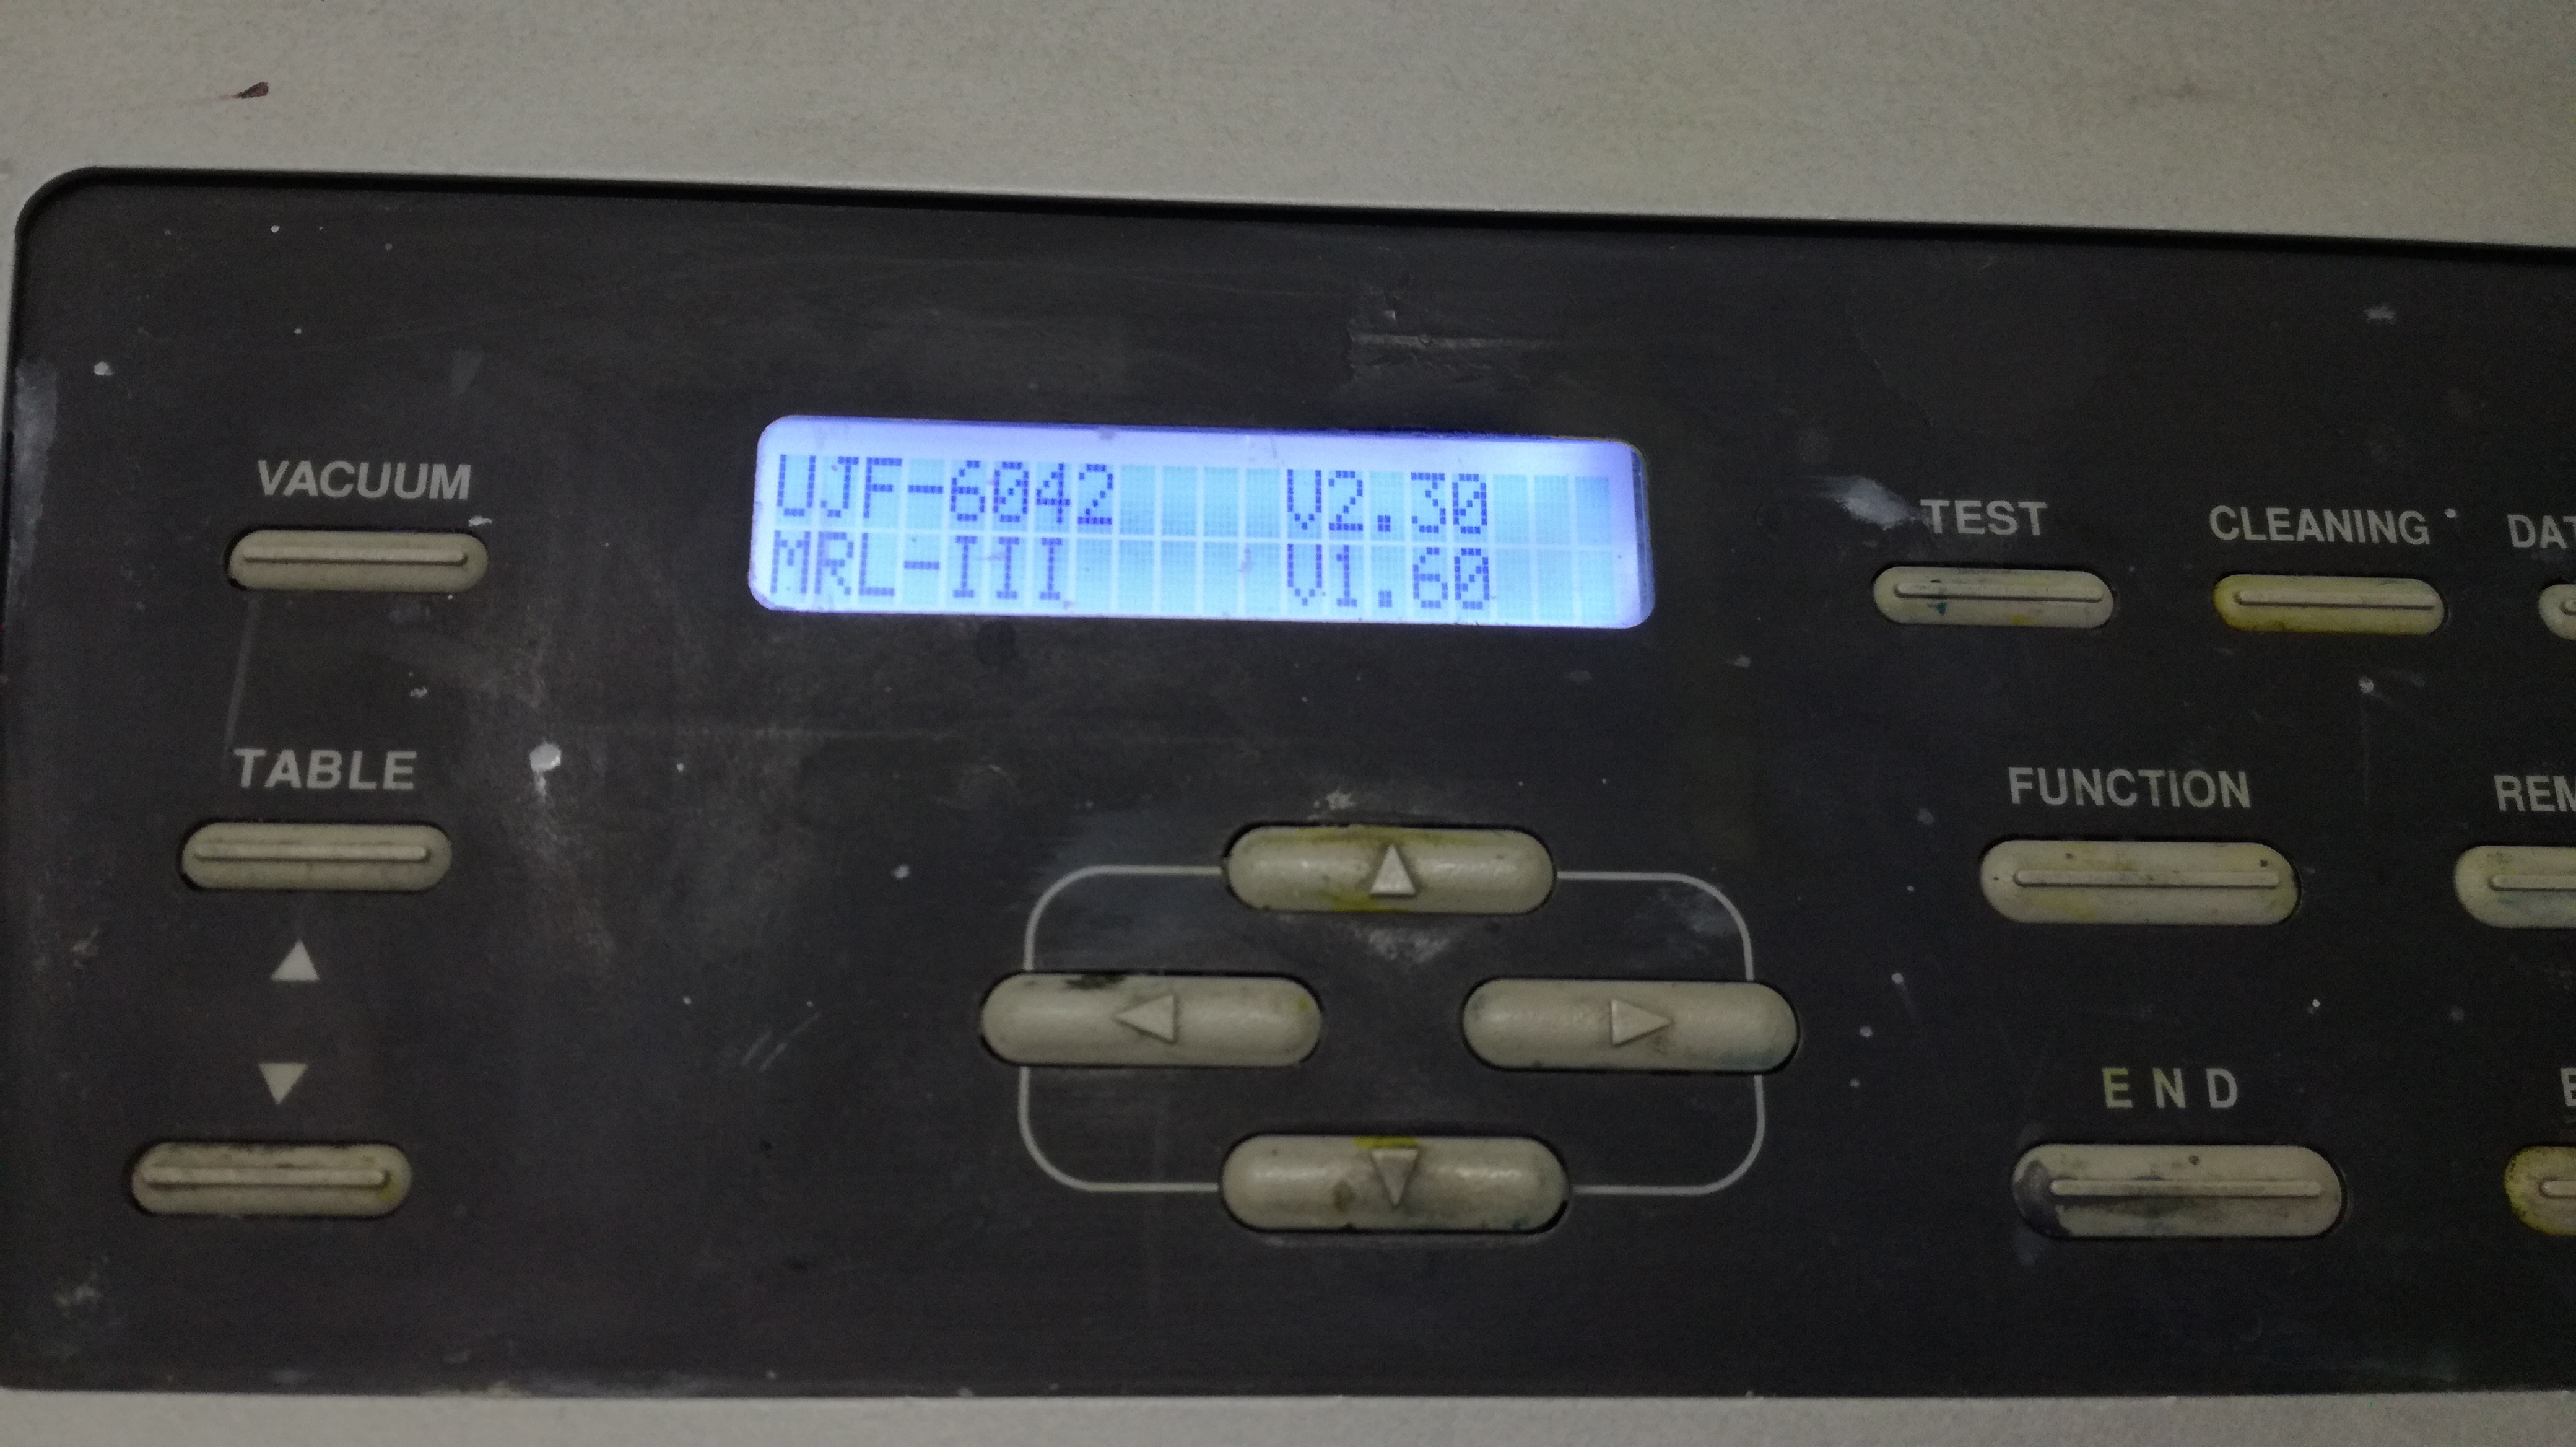 UJF-6042 V2.30
MRL-III V1.60
VACUUM
TEST
CLEANING
TABLE
FUNCTION
END